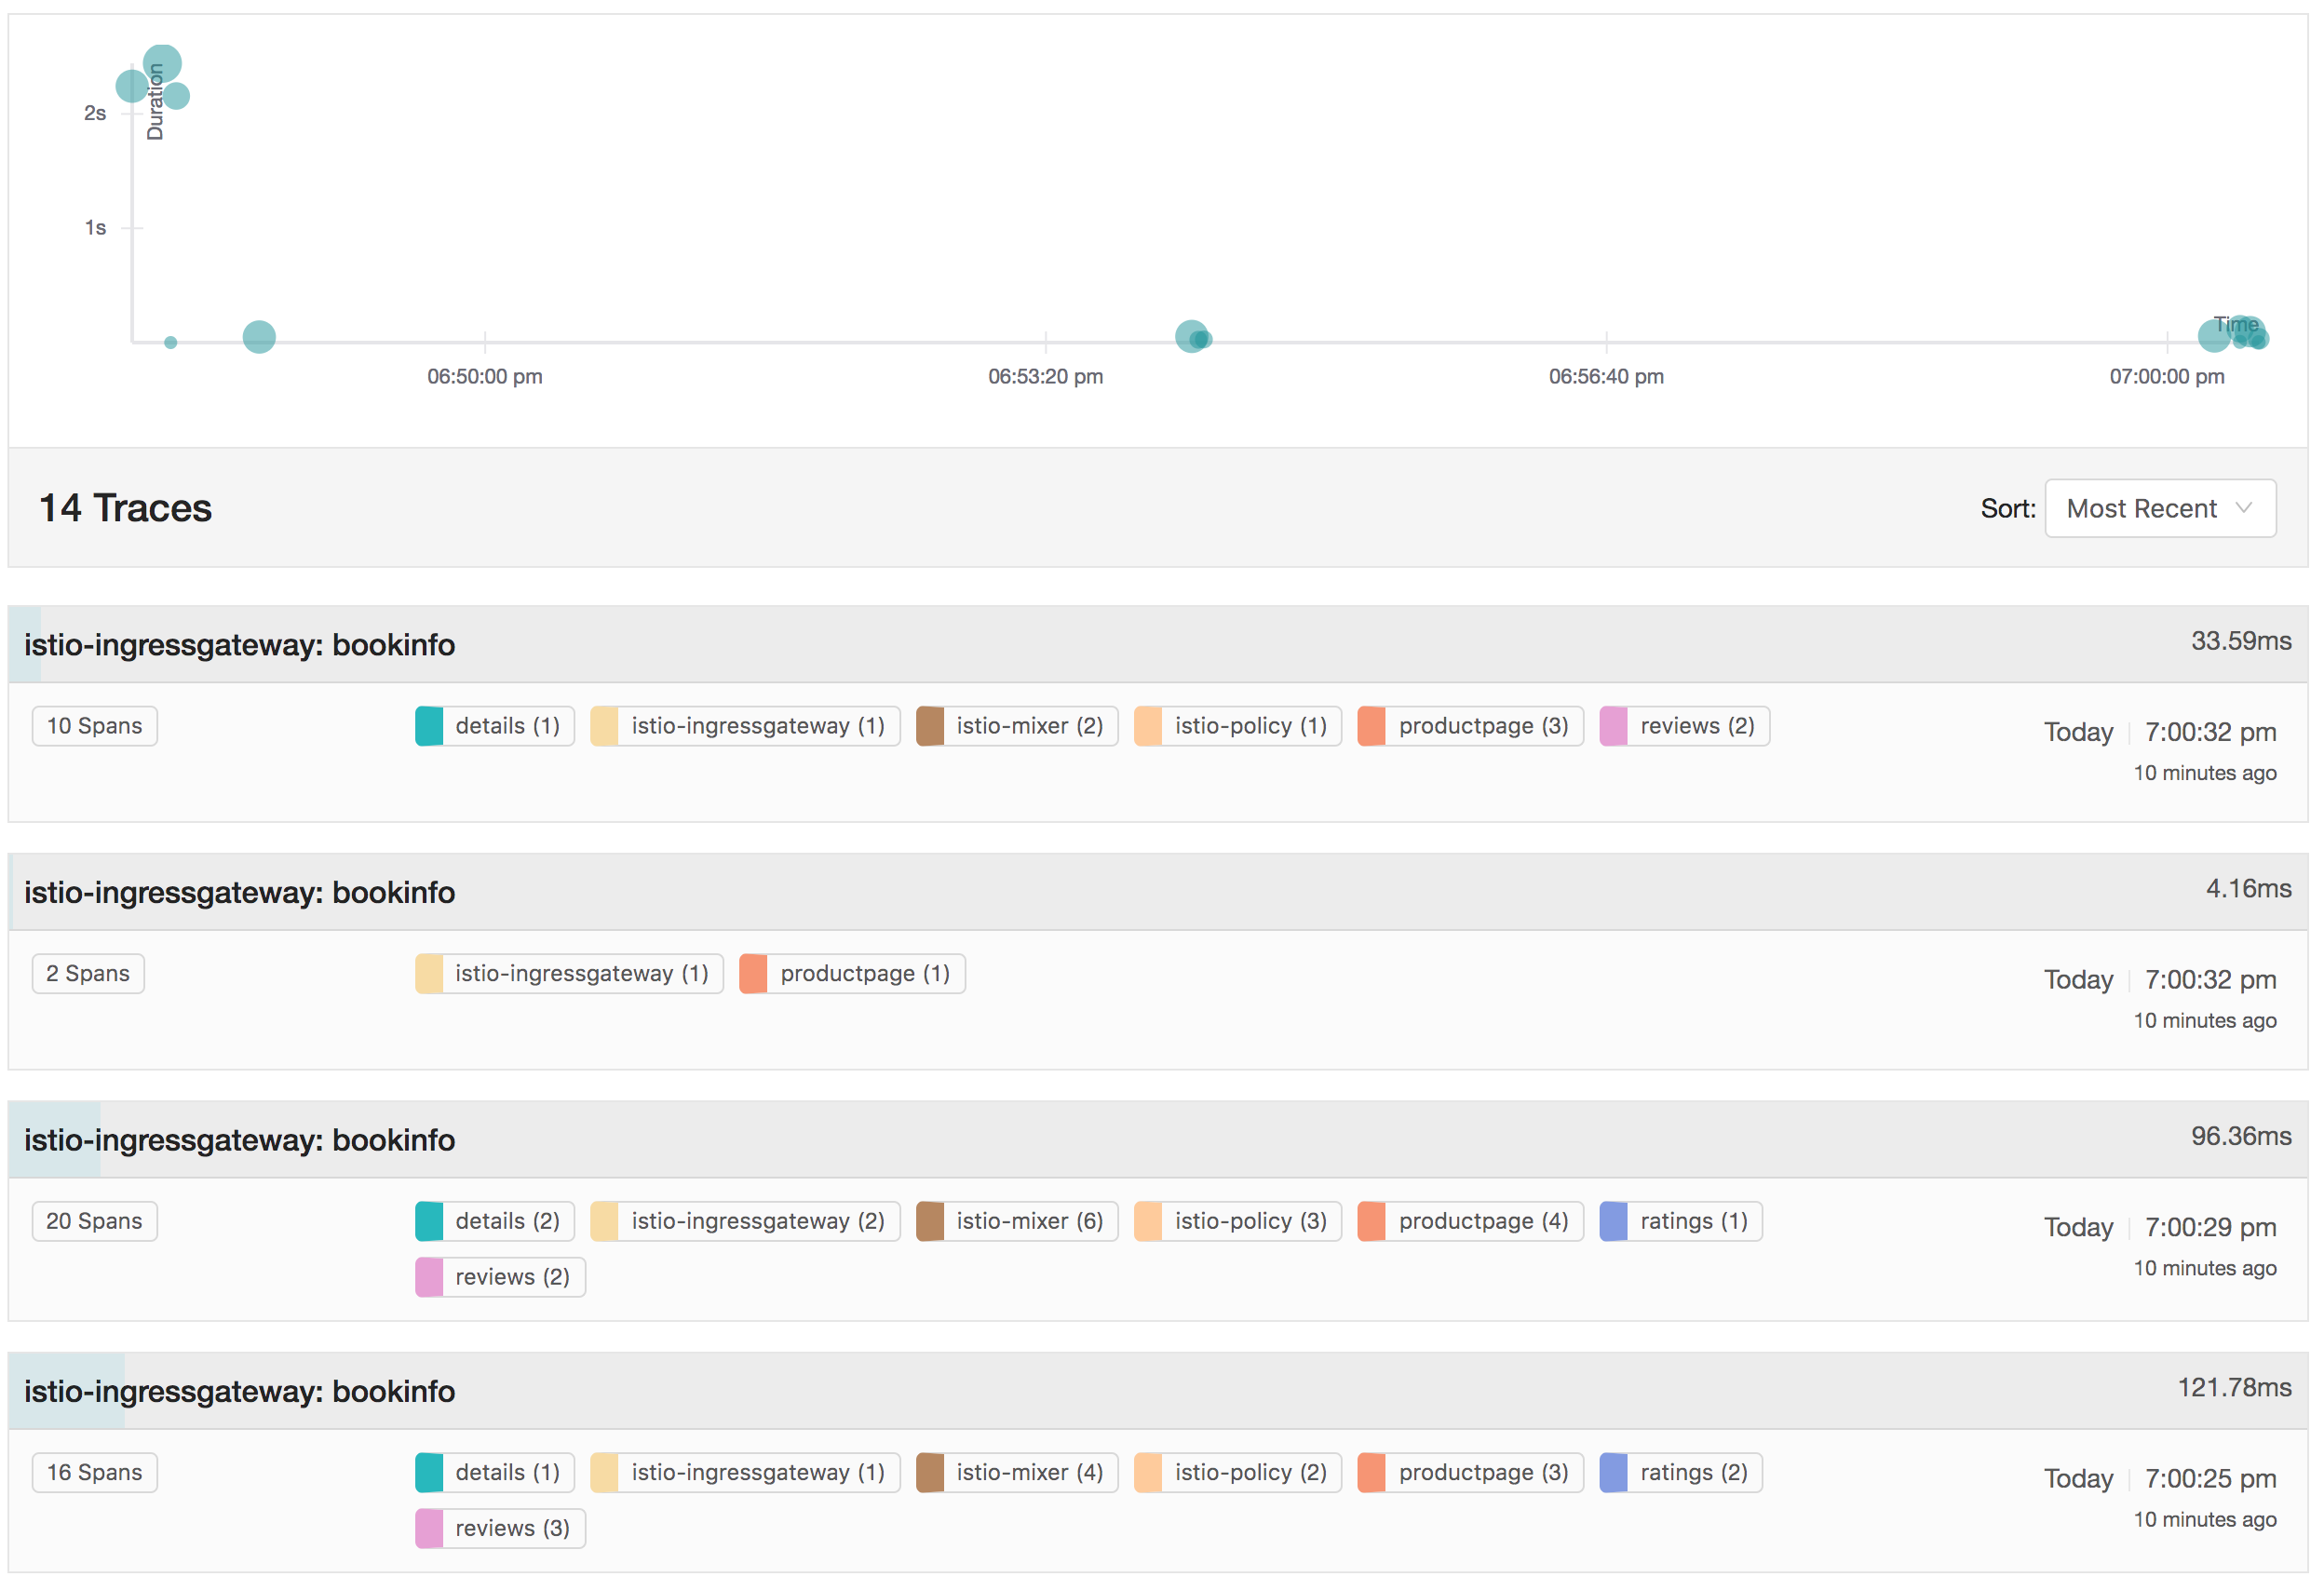 Duration
2s
1s
Time
06:50:00 pm 06:53:20 pm 06:56:40 pm 07:00:00 pm
14 Traces Sort: Most Recent
istio-ingressgateway: bookinfo 33.59ms
10 Spans details (1) istio-ingressgateway (1) istio-mixer (2) istio-policy (1) productpage (3) reviews (2) Today 7:00:32 pm
10 minutes ago
istio-ingressgateway: bookinfo 4.16ms
2 Spans istio-ingressgateway (1) productpage (1) Today 7:00:32 pm
10 minutes ago
istio-ingressgateway: bookinfo 96.36ms
20 Spans details (2) istio-ingressgateway (2) istio-mixer (6) istio-policy (3) productpage (4) ratings (1) Today 7:00:29 pm
reviews (2) 10 minutes ago
istio-ingressgateway: bookinfo 121.78ms
16 Spans details (1) istio-ingressgateway (1) istio-mixer (4) istio-policy (2) productpage (3) ratings (2) Today 7:00:25 pm
reviews (3) 10 minutes ago